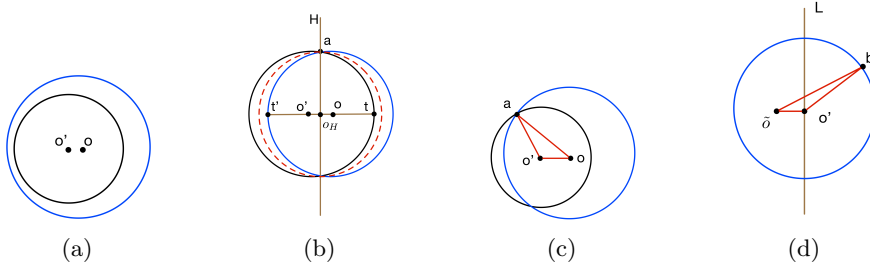 H
L
a
b
a
t' o' o t
o_H
o' o
õ o'
o' o
(a) (b) (c) (d)